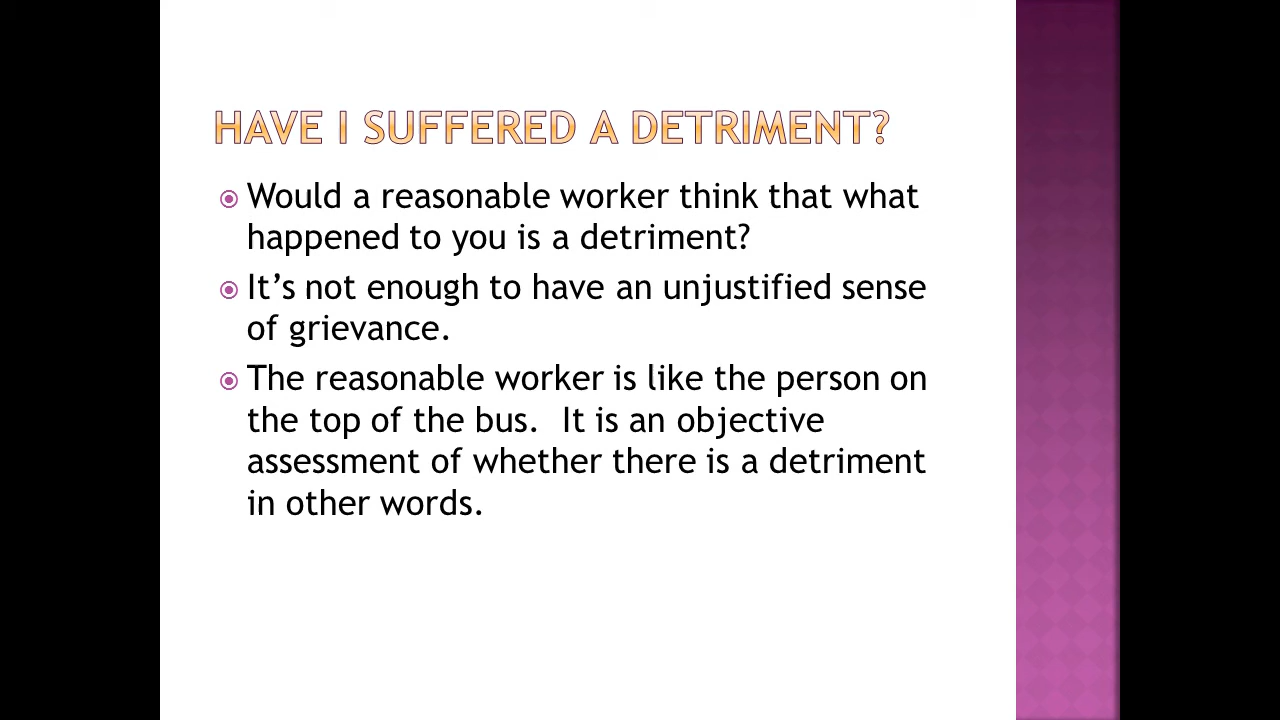 HAVE I SUFFERED A DETRIMENT?
Would a reasonable worker think that what
happened to you is a detriment?
It’s not enough to have an unjustified sense
of grievance.
The reasonable worker is like the person on
the top of the bus.  It is an objective
assessment of whether there is a detriment
in other words.